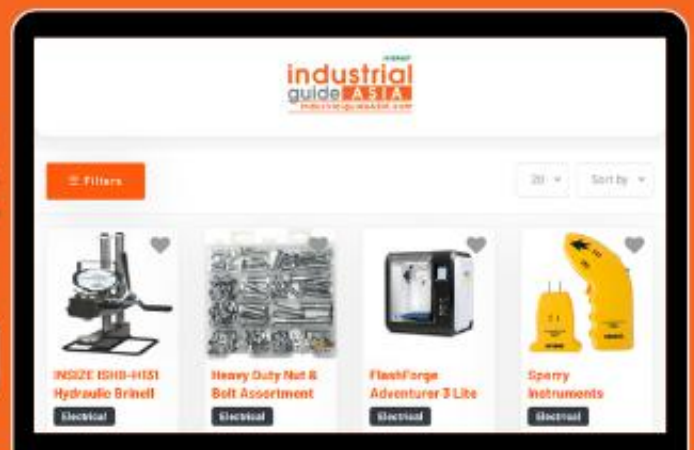 industrial
guide ASIA
Filters
20
Sort by
INSIZE ISHB-H131
Hydraulic Brinell
Electrical
Heavy Duty Nut &
Bolt Assortment
Electrical
FlashForge
Adventurer 3 Lite
Electrical
Sperry
Instruments
Electrical